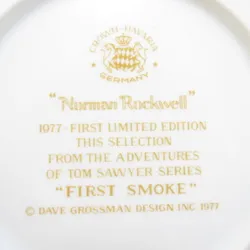 CROWN-BAVARIA
GERMANY
"Norman Rockwell"
1977-FIRST LIMITED EDITION
THIS SELECTION
FROM THE ADVENTURES
OF TOM SAWYER SERIES
"FIRST SMOKE"
© DAVE GROSSMAN DESIGN INC 1977